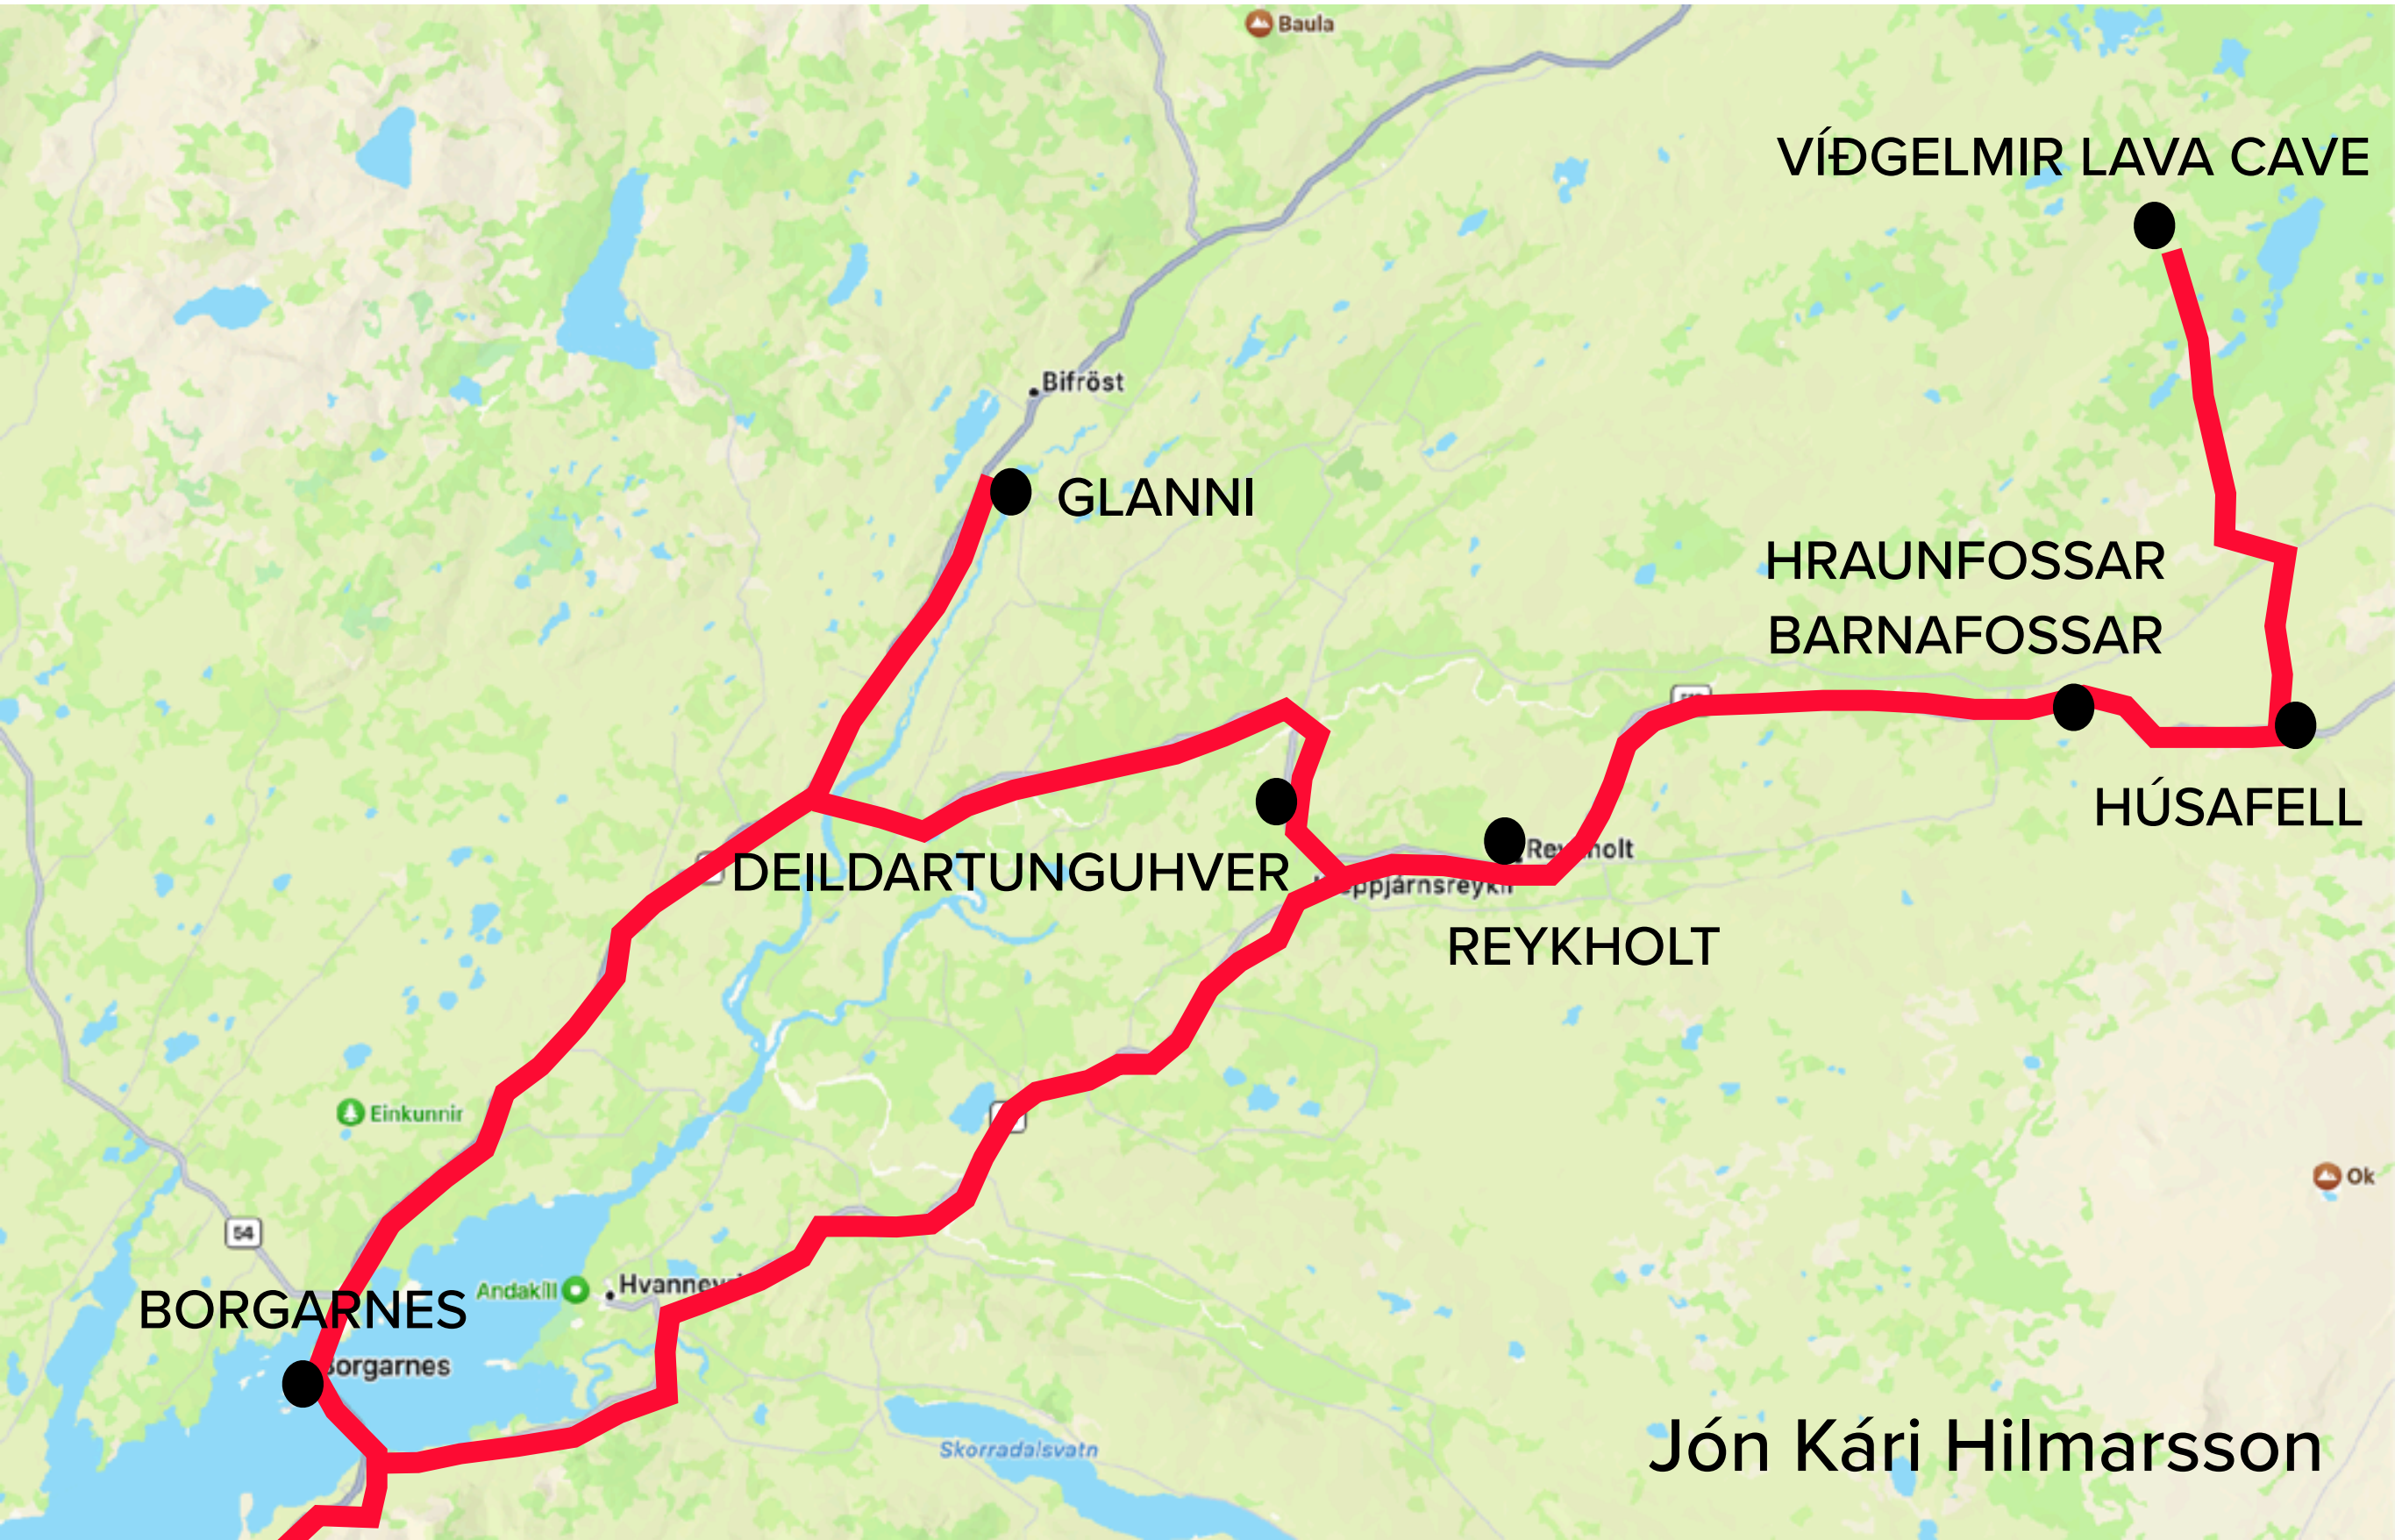 Baula
VÍÐGELMIR LAVA CAVE
Bifröst
GLANNI
HRAUNFOSSAR
BARNAFOSSAR
HÚSAFELL
DEILDARTUNGUHVER
REYKHOLT
Einkunnir
54
Ok
BORGARNES
Andakíll
Borgarnes
Skorradalsvatn
Jón Kári Hilmarsson